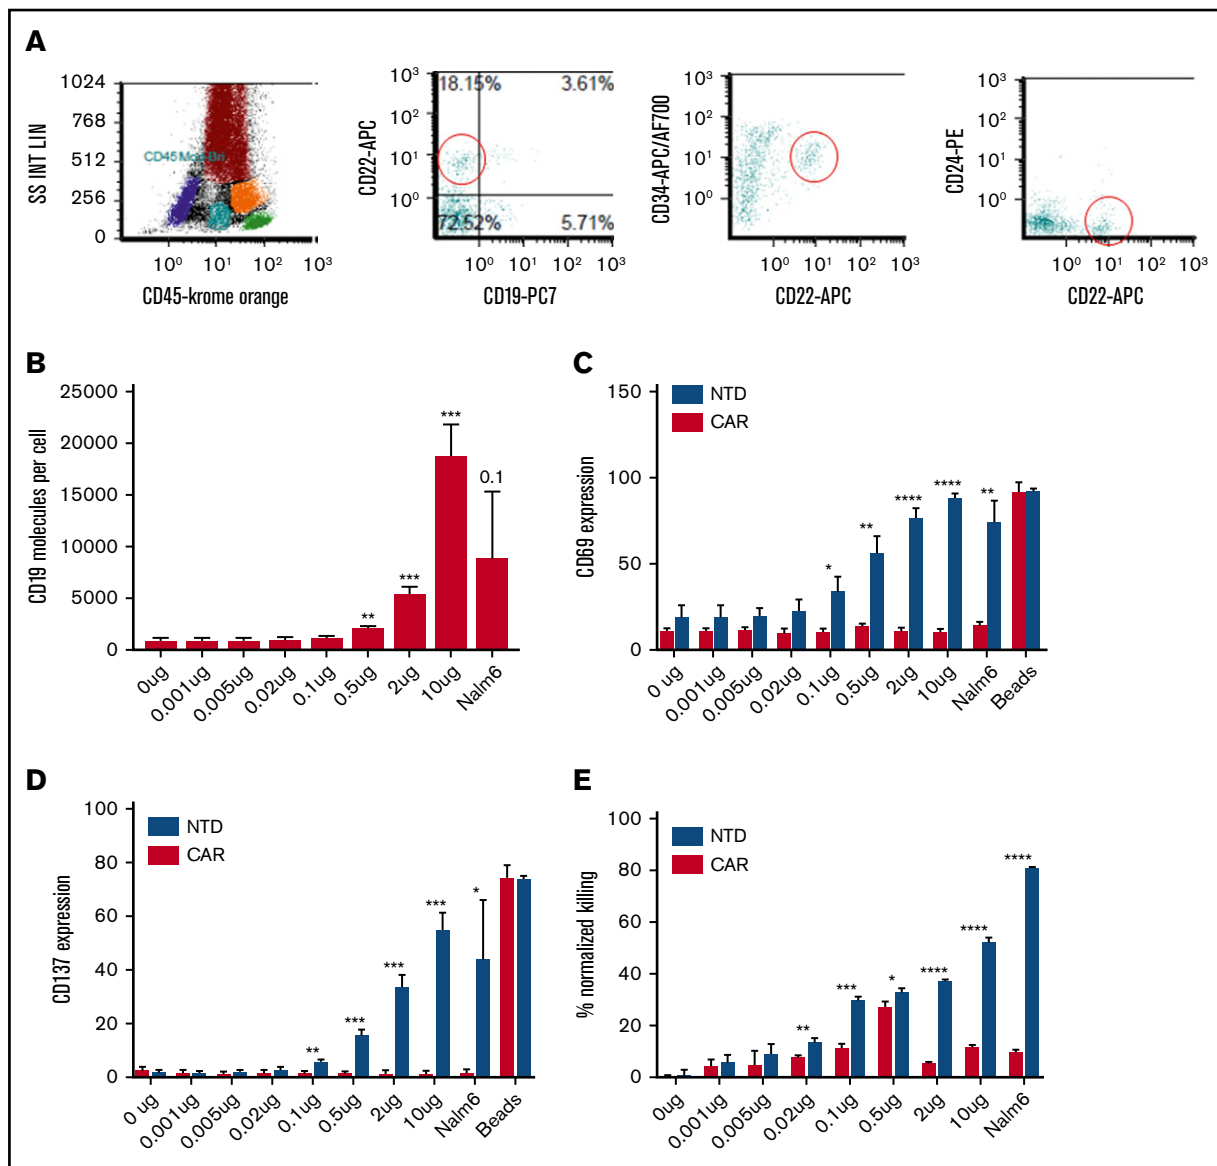 A
SS INT LIN
1024
768
512
256
0
CD45Mod Bri
10⁰ 10¹ 10² 10³
CD45-krome orange
CD22-APC
10³
10²
10¹
10⁰
18.15% 3.61%
72.52% 5.71%
10⁰ 10¹ 10² 10³
CD19-PC7
CD34-APC/AF700
10³
10²
10¹
10⁰
10⁰ 10¹ 10² 10³
CD22-APC
CD24-PE
10³
10²
10¹
10⁰
10⁰ 10¹ 10² 10³
CD22-APC
B
CD19 molecules per cell
25000
20000
15000
10000
5000
0
** *** *** 0.1
0ug 0.001ug 0.005ug 0.02ug 0.1ug 0.5ug 2ug 10ug Nalm6
C
CD69 expression
150
100
50
0
NTD
CAR
* ** **** **** **
0 ug 0.001ug 0.005ug 0.02ug 0.1ug 0.5ug 2ug 10ug Nalm6 Beads
D
CD137 expression
100
80
60
40
20
0
NTD
CAR
** *** *** *** *
0 ug 0.001ug 0.005ug 0.02ug 0.1ug 0.5ug 2ug 10ug Nalm6 Beads
E
% normalized killing
100
80
60
40
20
0
NTD
CAR
** *** * **** **** ****
0ug 0.001ug 0.005ug 0.02ug 0.1ug 0.5ug 2ug 10ug Nalm6